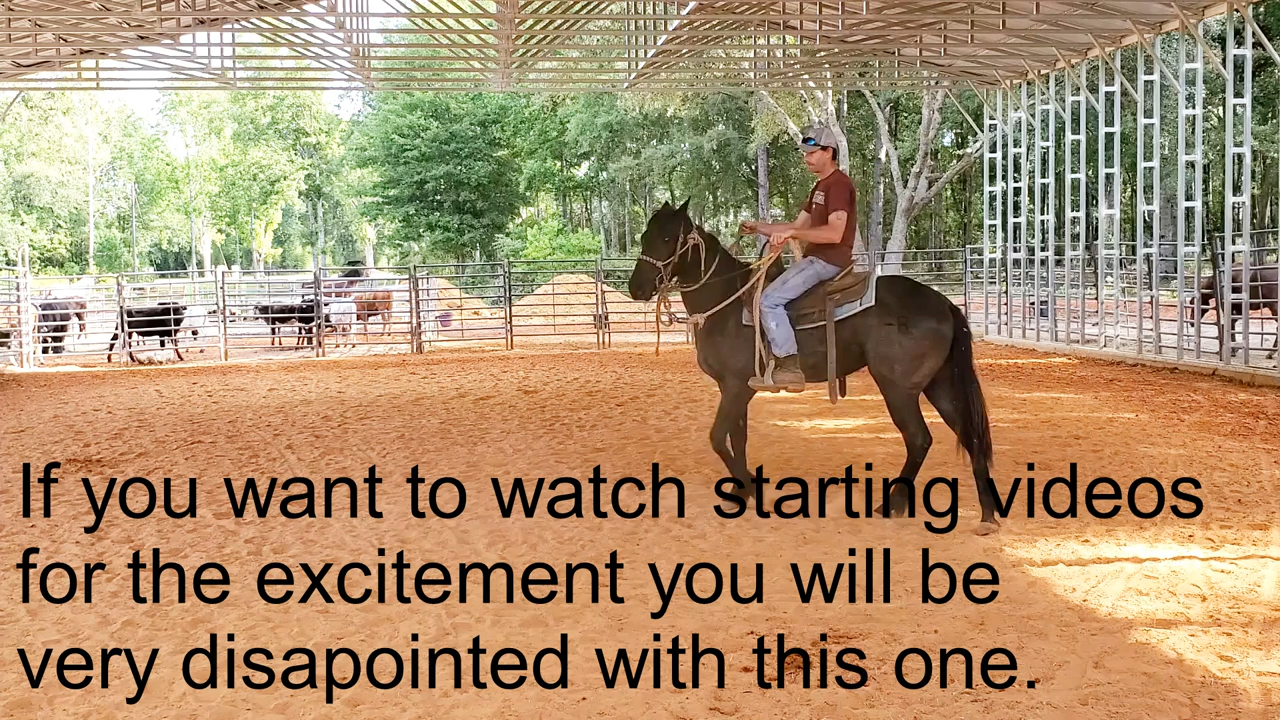 If you want to watch starting videos
for the excitement you will be
very disapointed with this one.